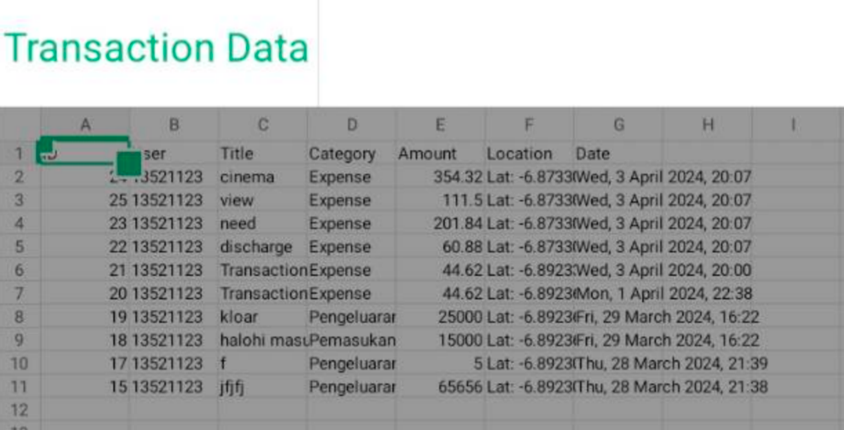 Transaction Data
A B C D E F G H I
1 Title Category Amount Location Date
2 13521123 cinema Expense 354.32 Lat: -6.8733 Wed, 3 April 2024, 20:07
3 25 13521123 view Expense 111.5 Lat: -6.8733 Wed, 3 April 2024, 20:07
4 23 13521123 need Expense 201.84 Lat: -6.8733 Wed, 3 April 2024, 20:07
5 22 13521123 discharge Expense 60.88 Lat: -6.8733 Wed, 3 April 2024, 20:07
6 21 13521123 Transaction Expense 44.62 Lat: -6.8923 Wed, 3 April 2024, 20:00
7 20 13521123 Transaction Expense 44.62 Lat: -6.8923 Mon, 1 April 2024, 22:38
8 19 13521123 kloar Pengeluarar 25000 Lat: -6.8923 Fri, 29 March 2024, 16:22
9 18 13521123 halohi masu Pemasukan 15000 Lat: -6.8923 Fri, 29 March 2024, 16:22
10 17 13521123 f Pengeluarar 5 Lat: -6.8923 Thu, 28 March 2024, 21:39
11 15 13521123 jfjfj Pengeluarar 65656 Lat: -6.8923 Thu, 28 March 2024, 21:38
12